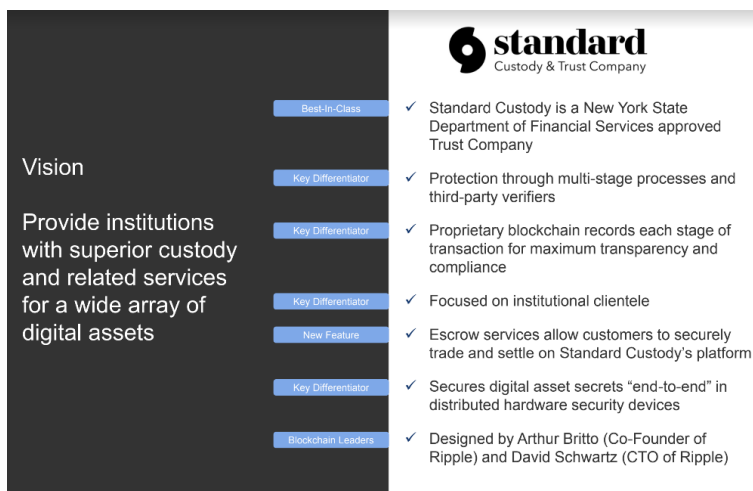 standard
Custody & Trust Company
Vision
Provide institutions
with superior custody
and related services
for a wide array of
digital assets
Best-In-Class
Standard Custody is a New York State
Department of Financial Services approved
Trust Company
Key Differentiator
Protection through multi-stage processes and
third-party verifiers
Key Differentiator
Proprietary blockchain records each stage of
transaction for maximum transparency and
compliance
Key Differentiator
Focused on institutional clientele
New Feature
Escrow services allow customers to securely
trade and settle on Standard Custody's platform
Key Differentiator
Secures digital asset secrets “end-to-end” in
distributed hardware security devices
Blockchain Leaders
Designed by Arthur Britto (Co-Founder of
Ripple) and David Schwartz (CTO of Ripple)